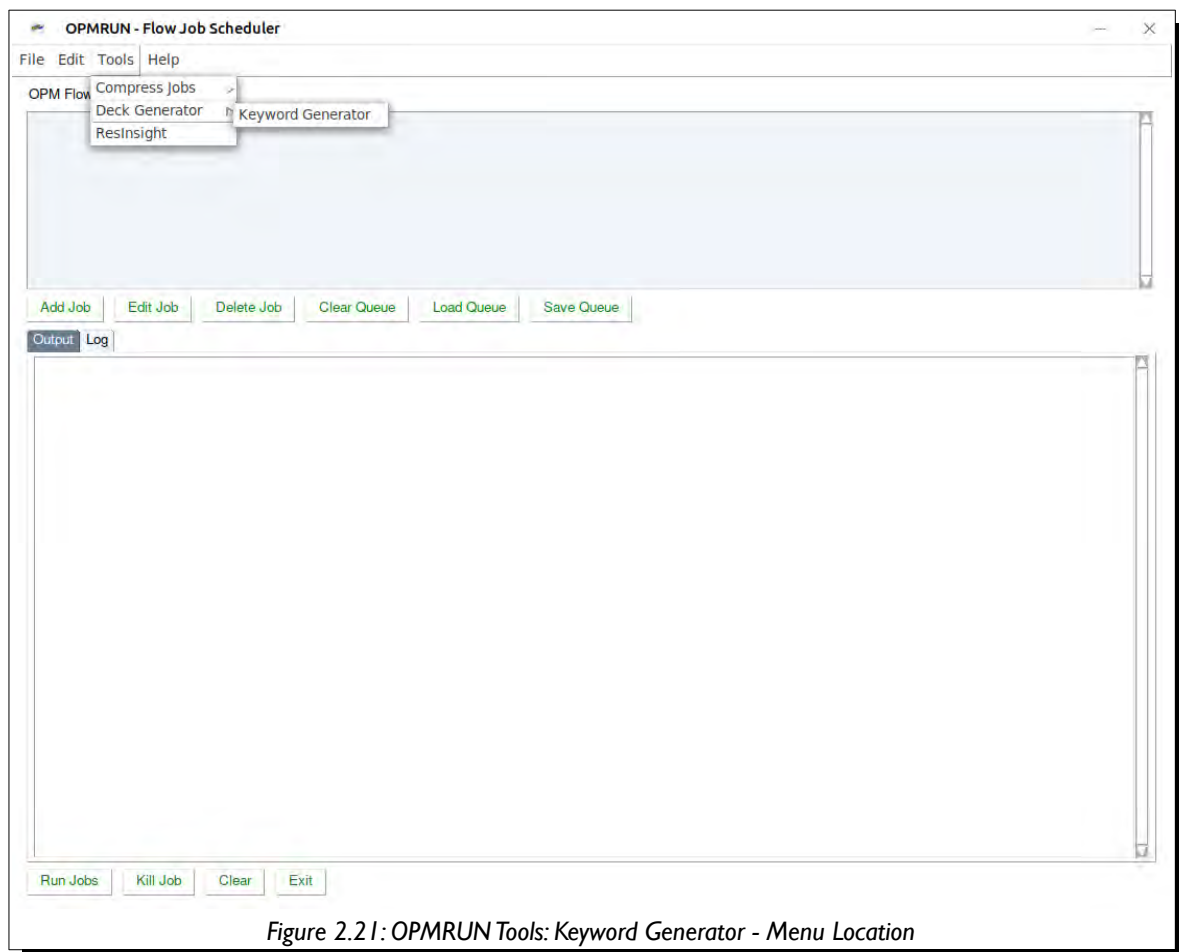 OPMRUN - Flow Job Scheduler
File Edit Tools Help
OPM Flow
Compress Jobs
Deck Generator
Keyword Generator
ResInsight
Add Job Edit Job Delete Job Clear Queue Load Queue Save Queue
Output Log
Run Jobs Kill Job Clear Exit
Figure 2.21: OPMRUN Tools: Keyword Generator - Menu Location